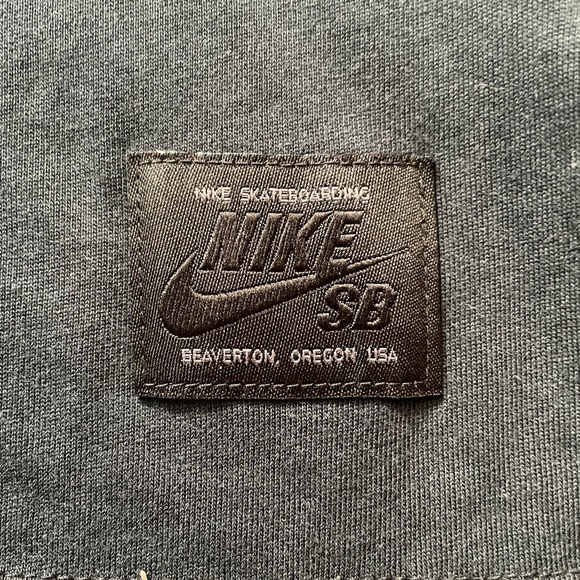 NIKE SKATEBOARDING
NIKE
SB
BEAVERTON, OREGON USA